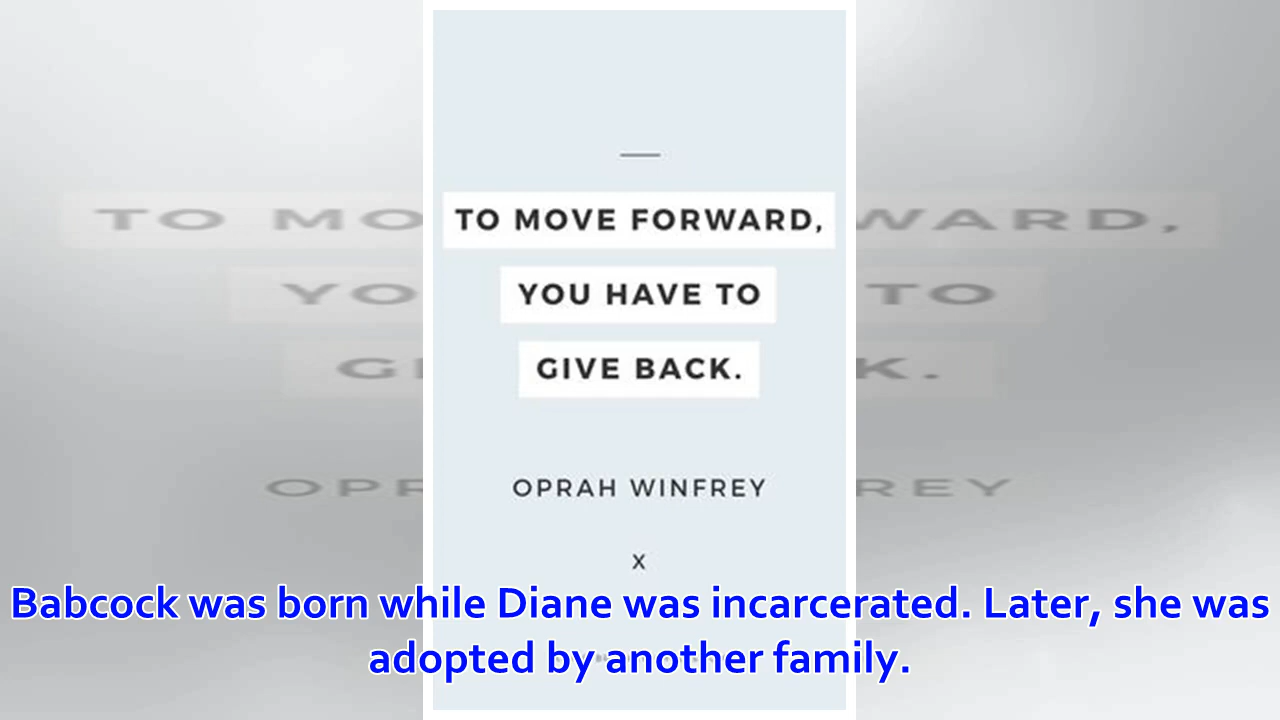 TO MOVE FORWARD,
YOU HAVE TO
GIVE BACK.
OPRAH WINFREY
X
Babcock was born while Diane was incarcerated. Later, she was
adopted by another family.